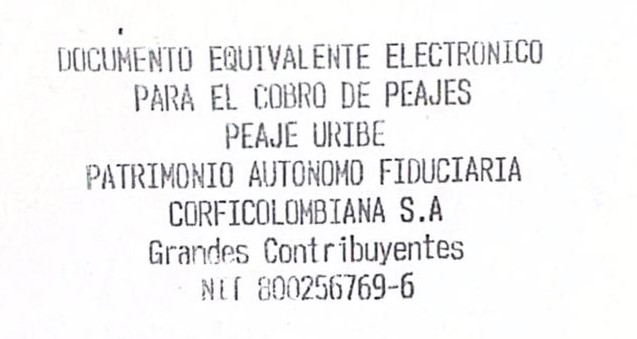 DOCUMENTO EQUIVALENTE ELECTRONICO
PARA EL COBRO DE PEAJES
PEAJE URIBE
PATRIMONIO AUTONOMO FIDUCIARIA
CORFICOLOMBIANA S.A
Grandes Contribuyentes
NIT 800256769-6